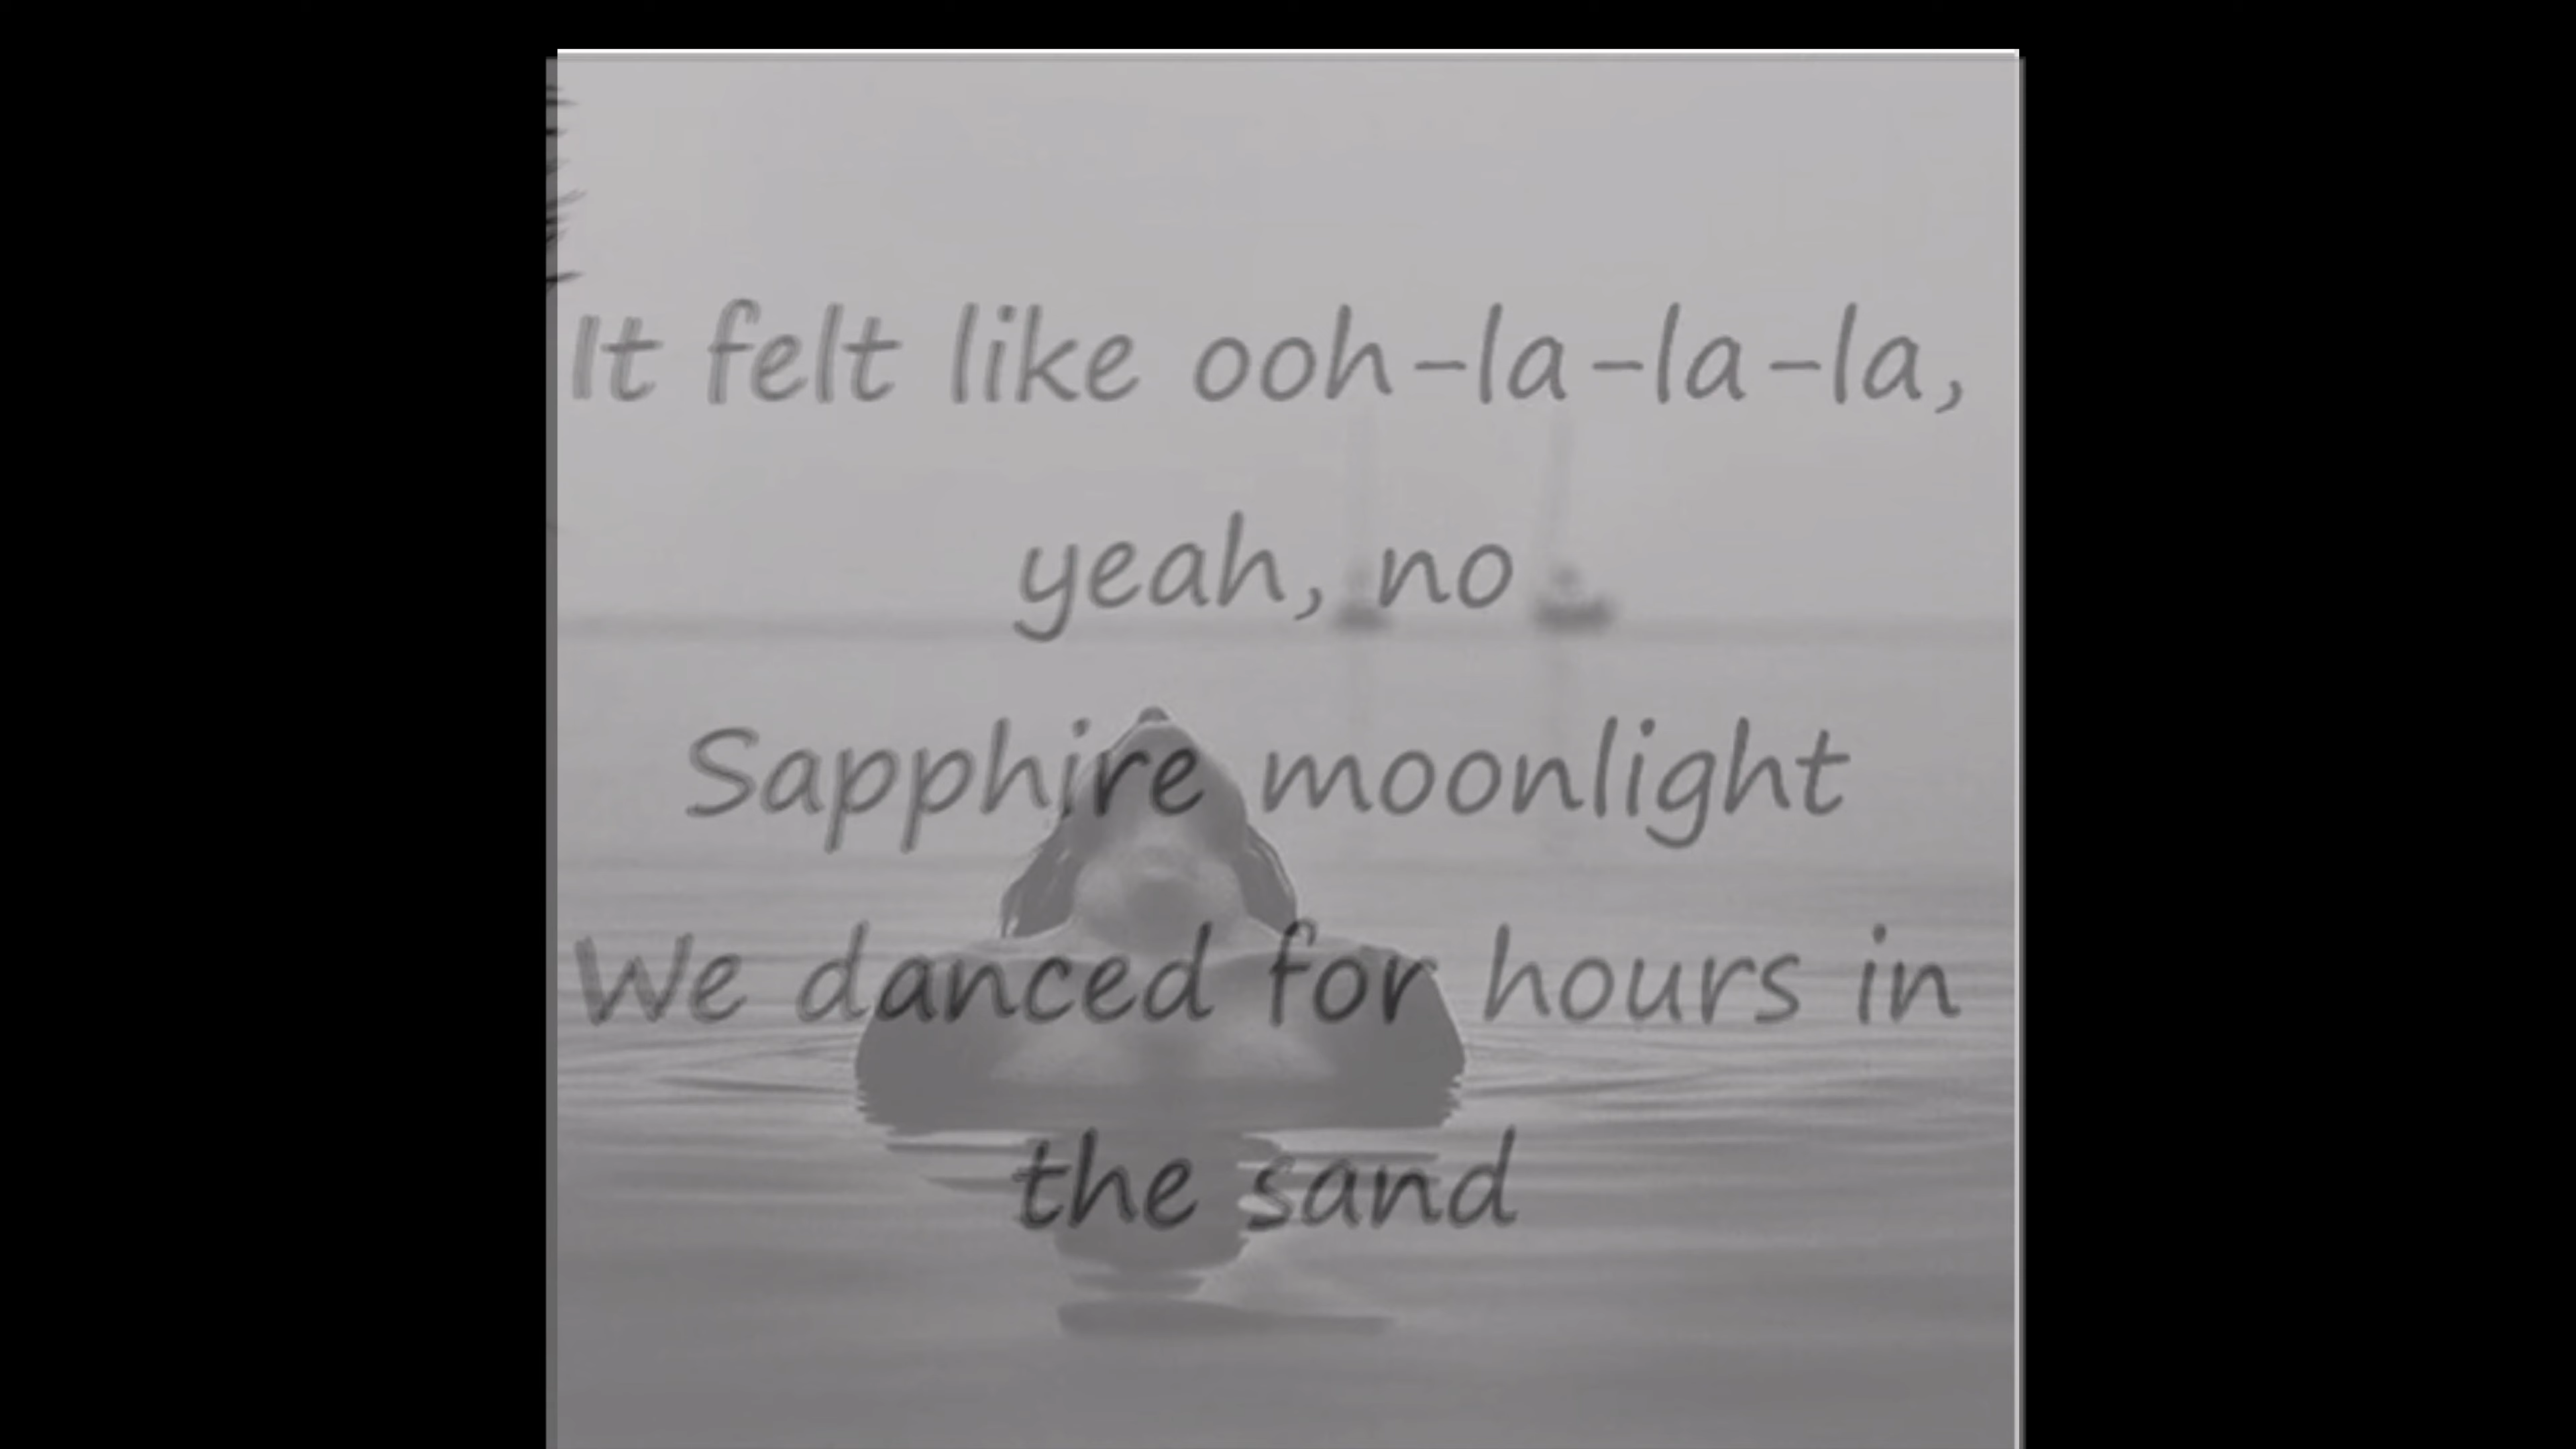 It felt like ooh-la-la-la,
yeah, no
Sapphire moonlight
We danced for hours in
the sand